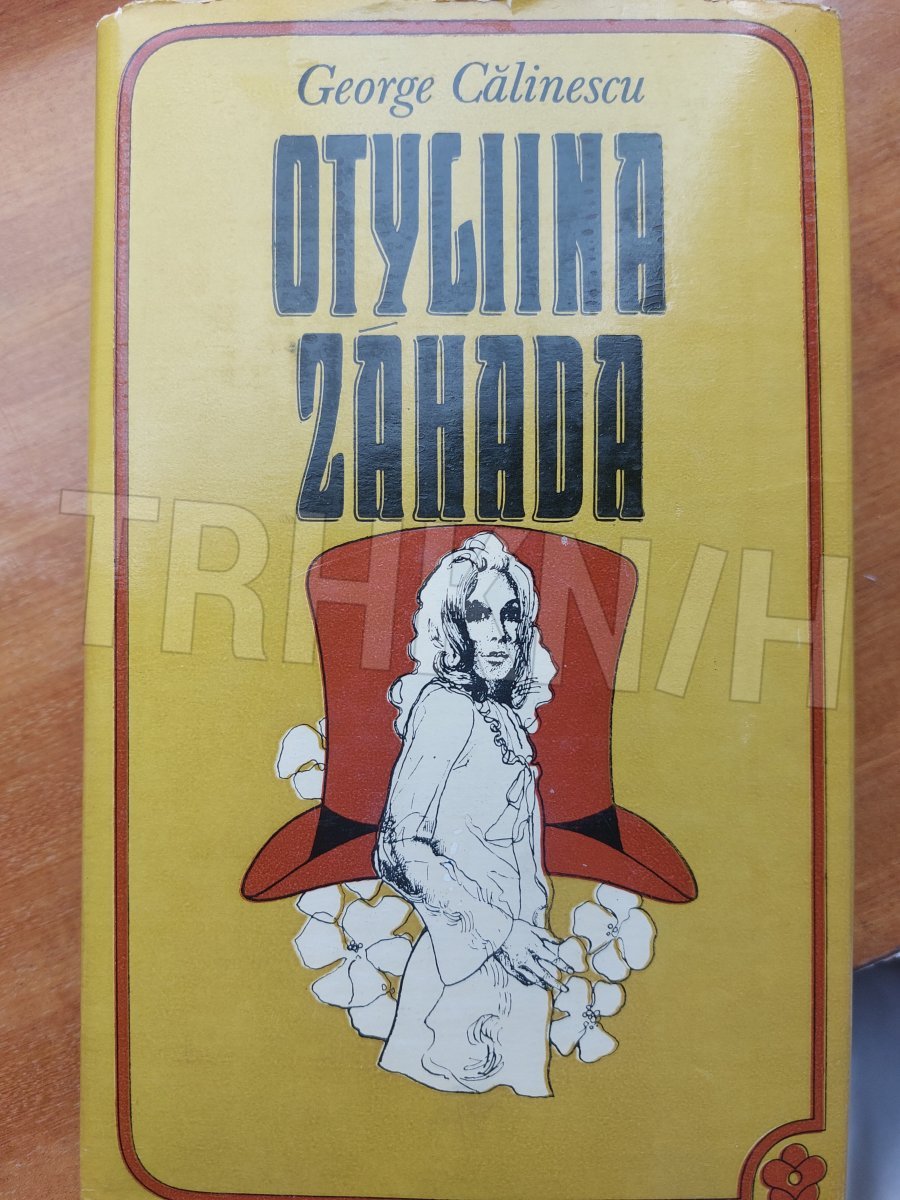 George Călinescu
OTYLIINA
ZÁHADA
TRHKNIH